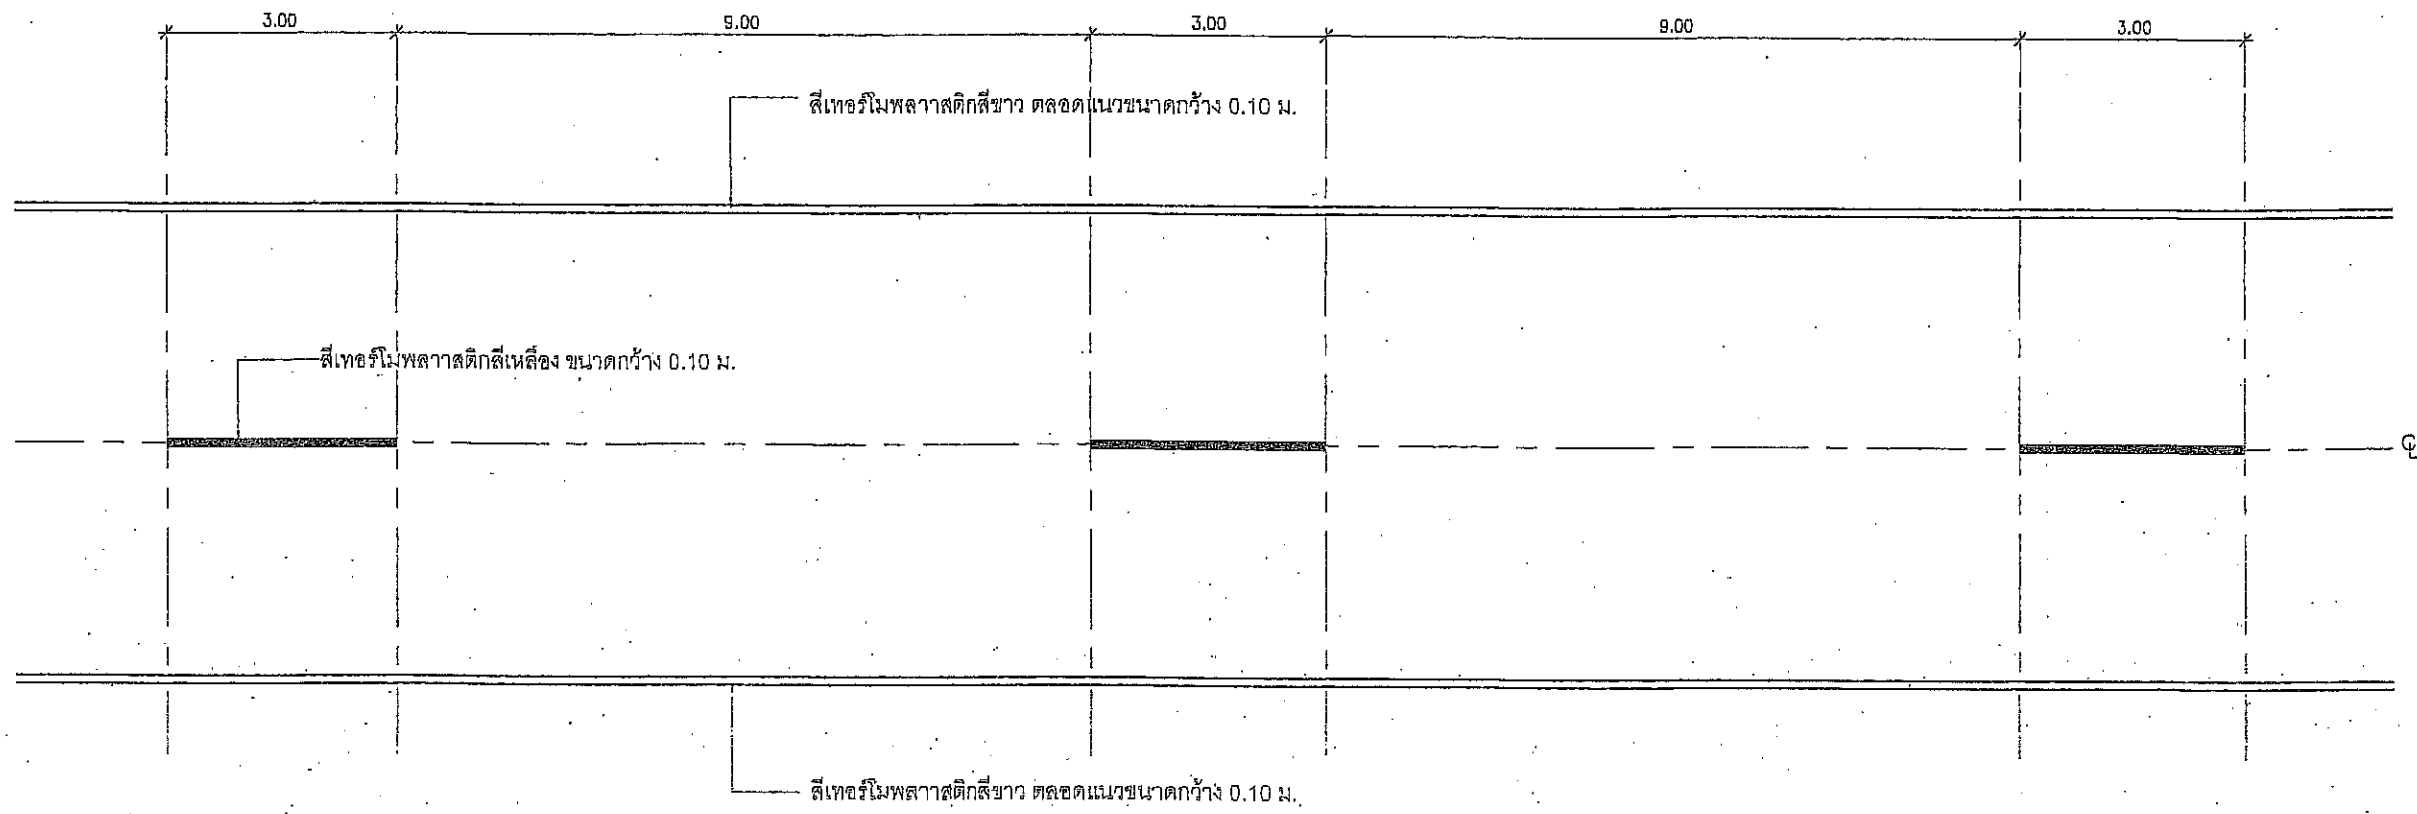 3.00 9.00 3.00 9.00 3.00
สีเทอร์โมพลาาสติกสีขาว ตลอดแนวขนาดกว้าง 0.10 ม.
สีเทอร์โมพลาาสติกสีเหลือง ขนาดกว้าง 0.10 ม.
℄
สีเทอร์โมพลาาสติกสีขาว ตลอดแนวขนาดกว้าง 0.10 ม.